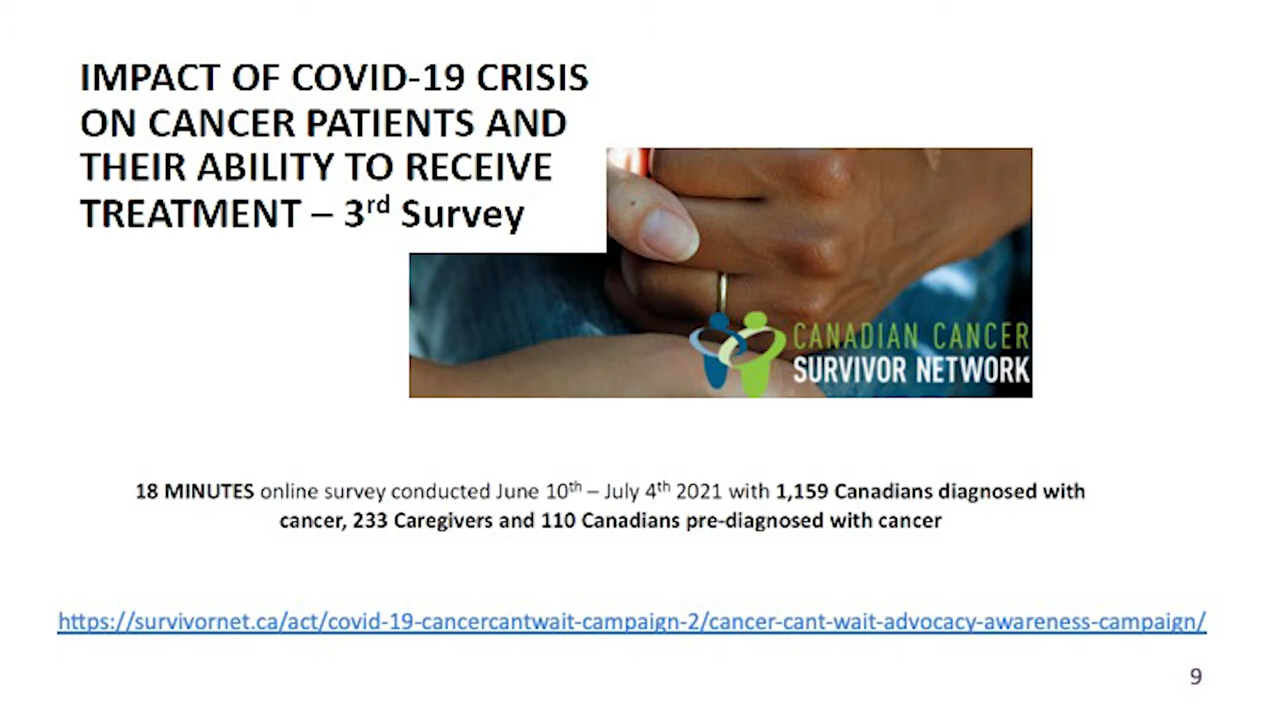 IMPACT OF COVID-19 CRISIS
ON CANCER PATIENTS AND
THEIR ABILITY TO RECEIVE
TREATMENT – 3rd Survey
CANADIAN CANCER
SURVIVOR NETWORK
18 MINUTES online survey conducted June 10th – July 4th 2021 with 1,159 Canadians diagnosed with
cancer, 233 Caregivers and 110 Canadians pre-diagnosed with cancer
https://survivornet.ca/act/covid-19-cancercantwait-campaign-2/cancer-cant-wait-advocacy-awareness-campaign/
9